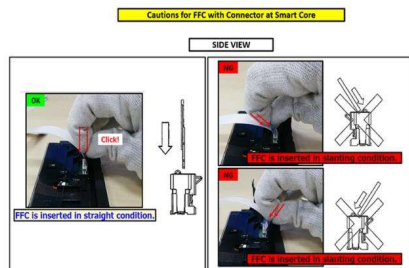 Cautions for FFC with Connector at Smart Core
SIDE VIEW
OK
Click!
FFC is inserted in straight condition.
NG
FFC is inserted in slanting condition.
NG
FFC is inserted in slanting condition.